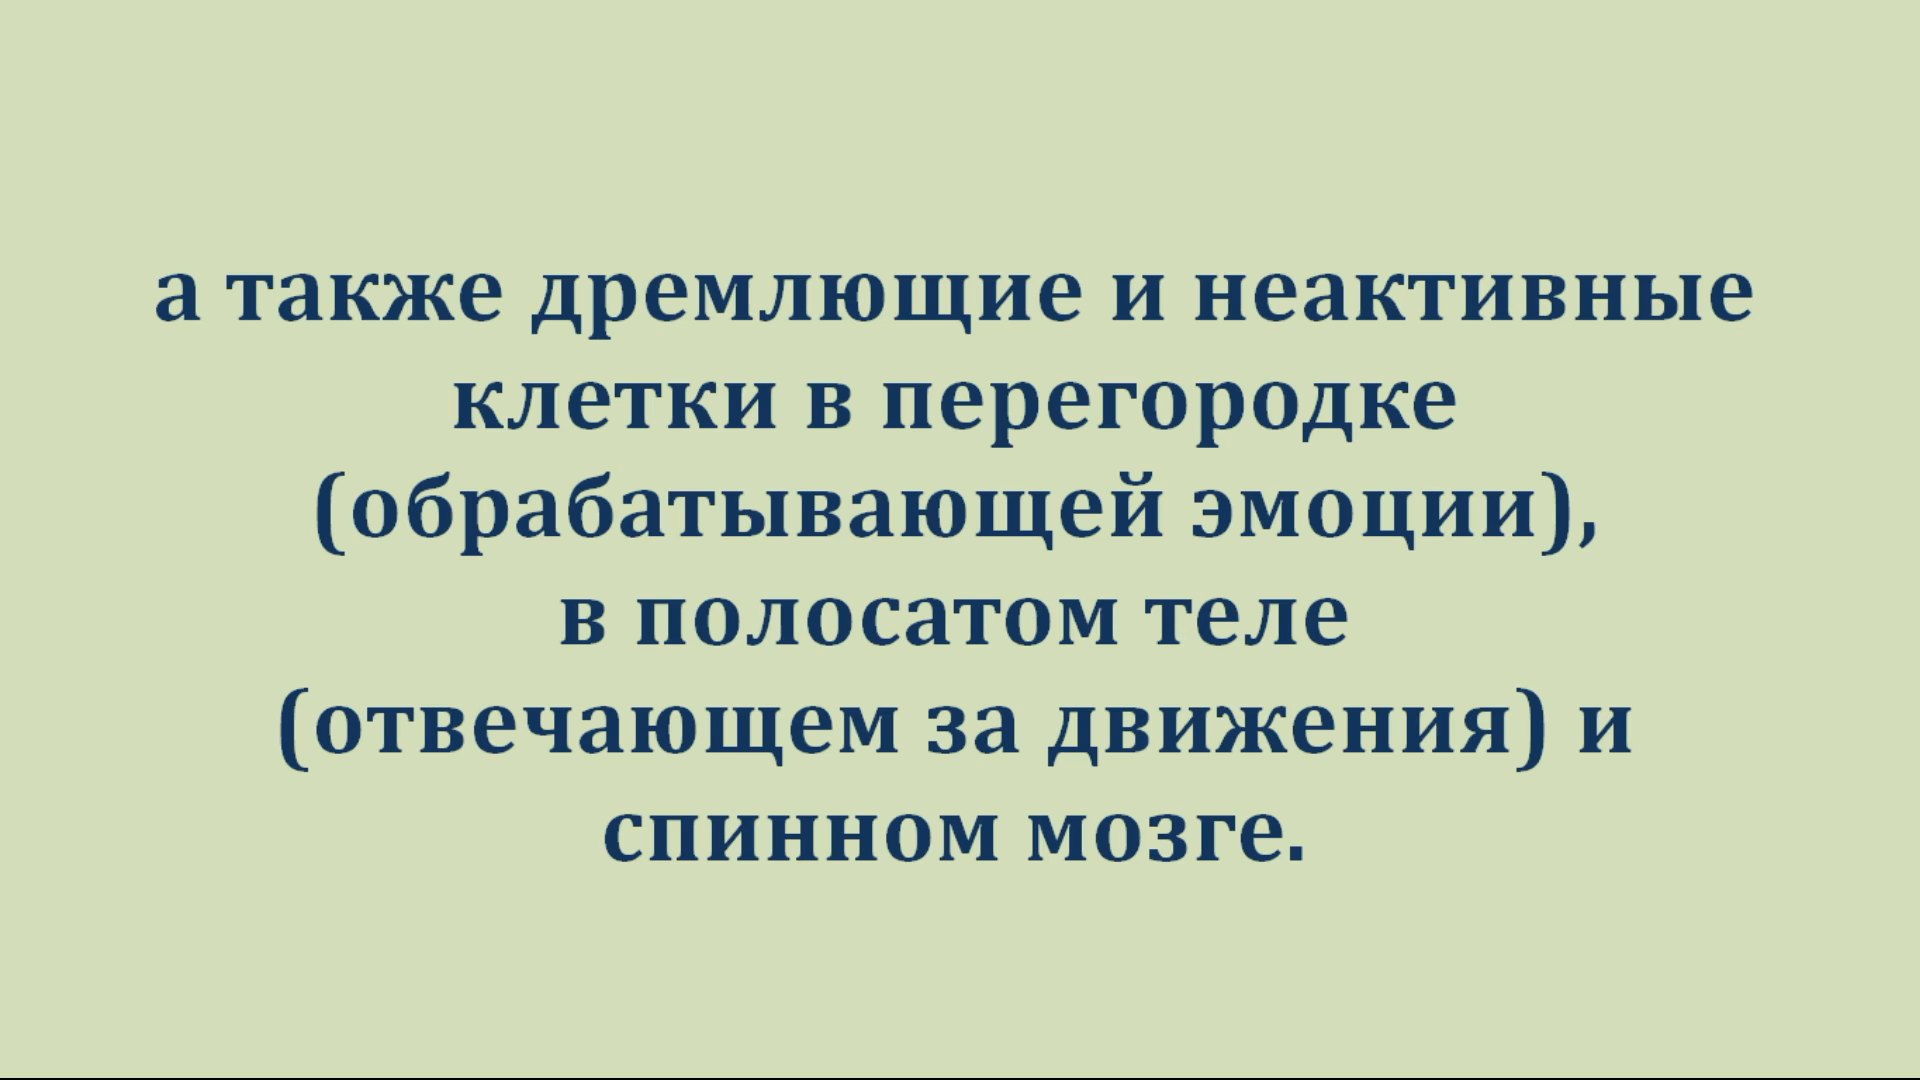 а также дремлющие и неактивные
клетки в перегородке
(обрабатывающей эмоции),
в полосатом теле
(отвечающем за движения) и
спинном мозге.